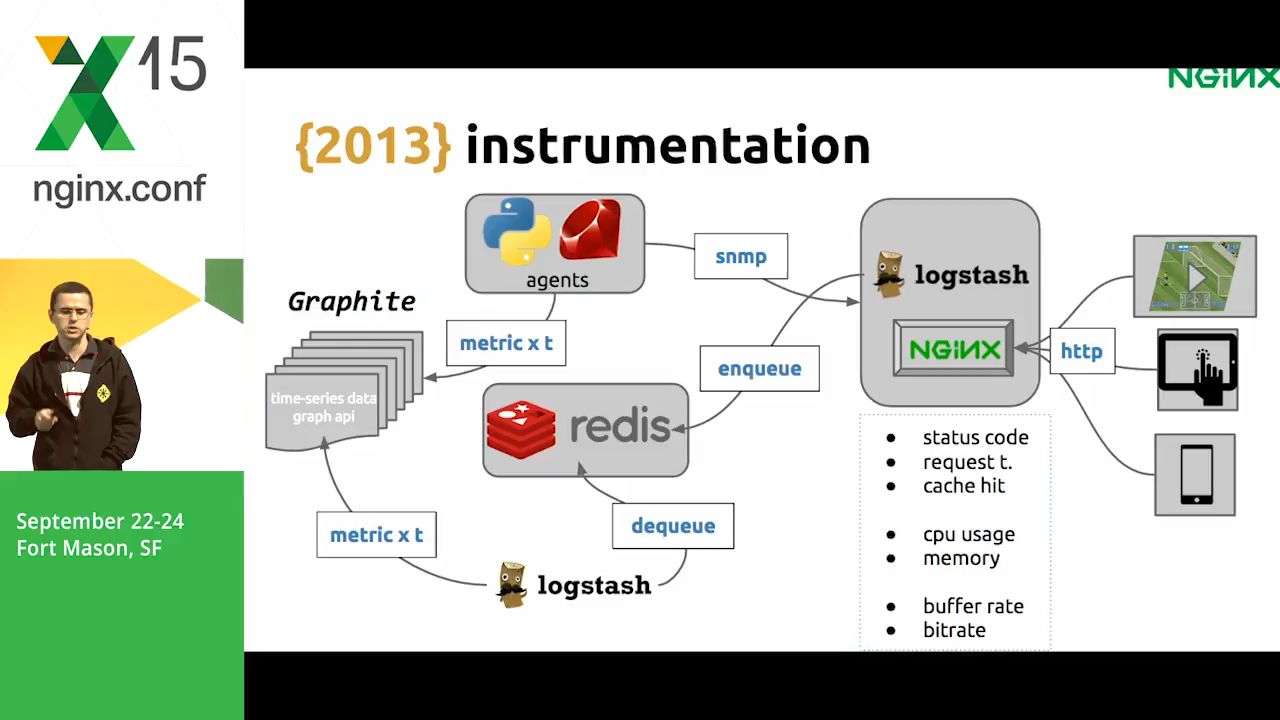 15
nginx.conf
September 22-24
Fort Mason, SF
NGINX
{2013} instrumentation
agents
snmp
logstash
NGINX
http
Graphite
metric x t
time-series data
graph api
enqueue
redis
dequeue
metric x t
logstash
• status code
• request t.
• cache hit
• cpu usage
• memory
• buffer rate
• bitrate